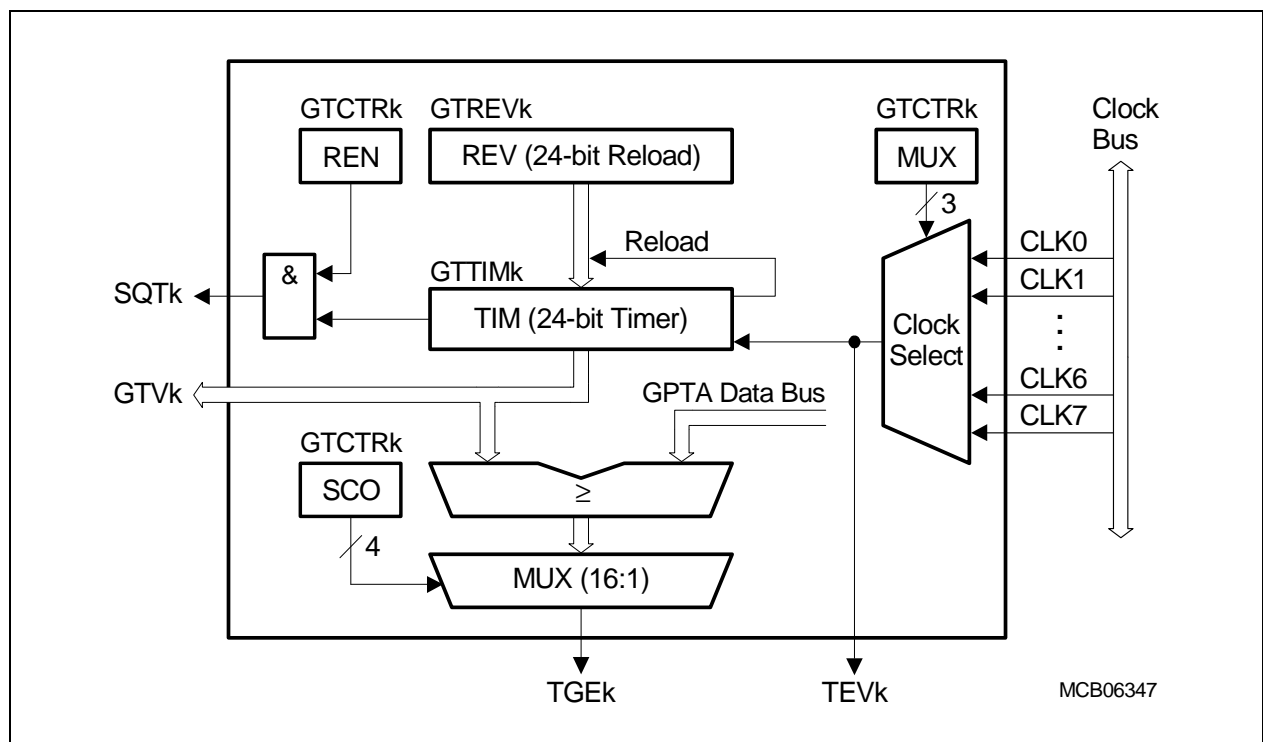 GTCTRk
REN
GTREVk
REV (24-bit Reload)
GTCTRk
MUX
3
Clock
Bus
Reload
CLK0
CLK1
CLK6
CLK7
&
SQTk
GTTIMk
TIM (24-bit Timer)
Clock
Select
GTVk
GPTA Data Bus
GTCTRk
SCO
4
≥
MUX (16:1)
TGEk
TEVk
MCB06347